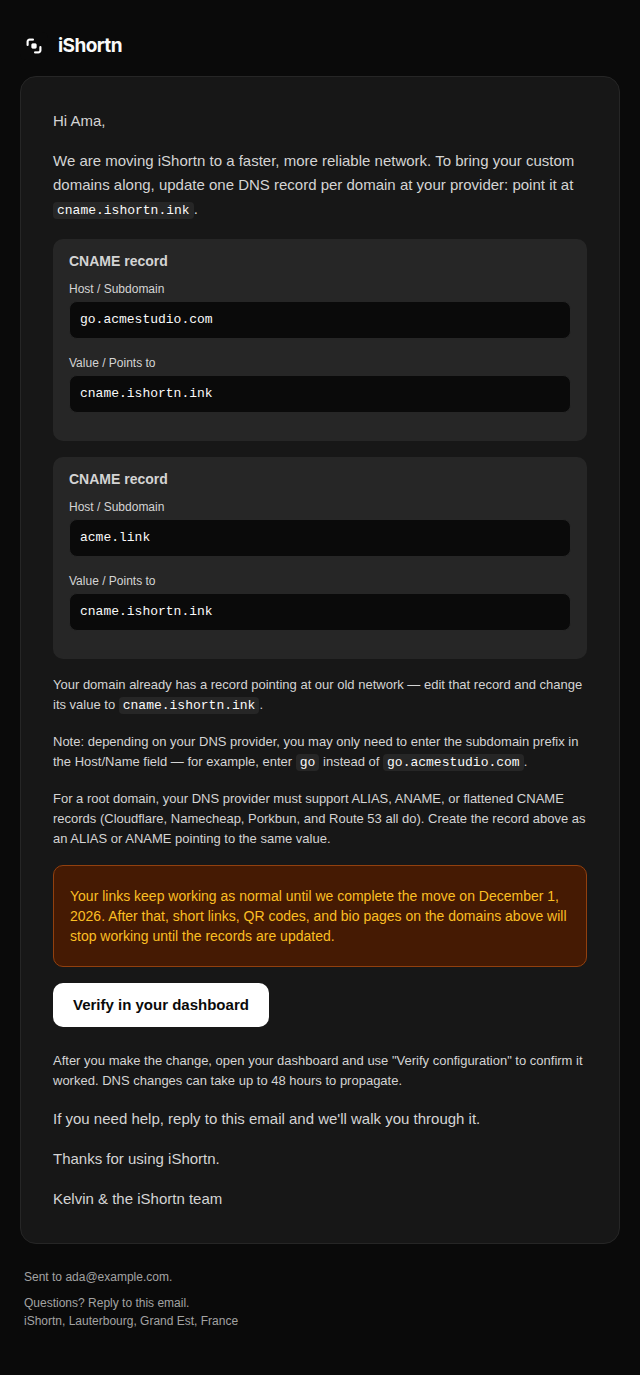 iShortn
Hi Ama,
We are moving iShortn to a faster, more reliable network. To bring your custom
domains along, update one DNS record per domain at your provider: point it at
cname.ishortn.ink.
CNAME record
Host / Subdomain
go.acmestudio.com
Value / Points to
cname.ishortn.ink
CNAME record
Host / Subdomain
acme.link
Value / Points to
cname.ishortn.ink
Your domain already has a record pointing at our old network — edit that record and change
its value to cname.ishortn.ink.
Note: depending on your DNS provider, you may only need to enter the subdomain prefix in
the Host/Name field — for example, enter go instead of go.acmestudio.com.
For a root domain, your DNS provider must support ALIAS, ANAME, or flattened CNAME
records (Cloudflare, Namecheap, Porkbun, and Route 53 all do). Create the record above as
an ALIAS or ANAME pointing to the same value.
Your links keep working as normal until we complete the move on December 1,
2026. After that, short links, QR codes, and bio pages on the domains above will
stop working until the records are updated.
Verify in your dashboard
After you make the change, open your dashboard and use "Verify configuration" to confirm it
worked. DNS changes can take up to 48 hours to propagate.
If you need help, reply to this email and we'll walk you through it.
Thanks for using iShortn.
Kelvin & the iShortn team
Sent to ada@example.com.
Questions? Reply to this email.
iShortn, Lauterbourg, Grand Est, France